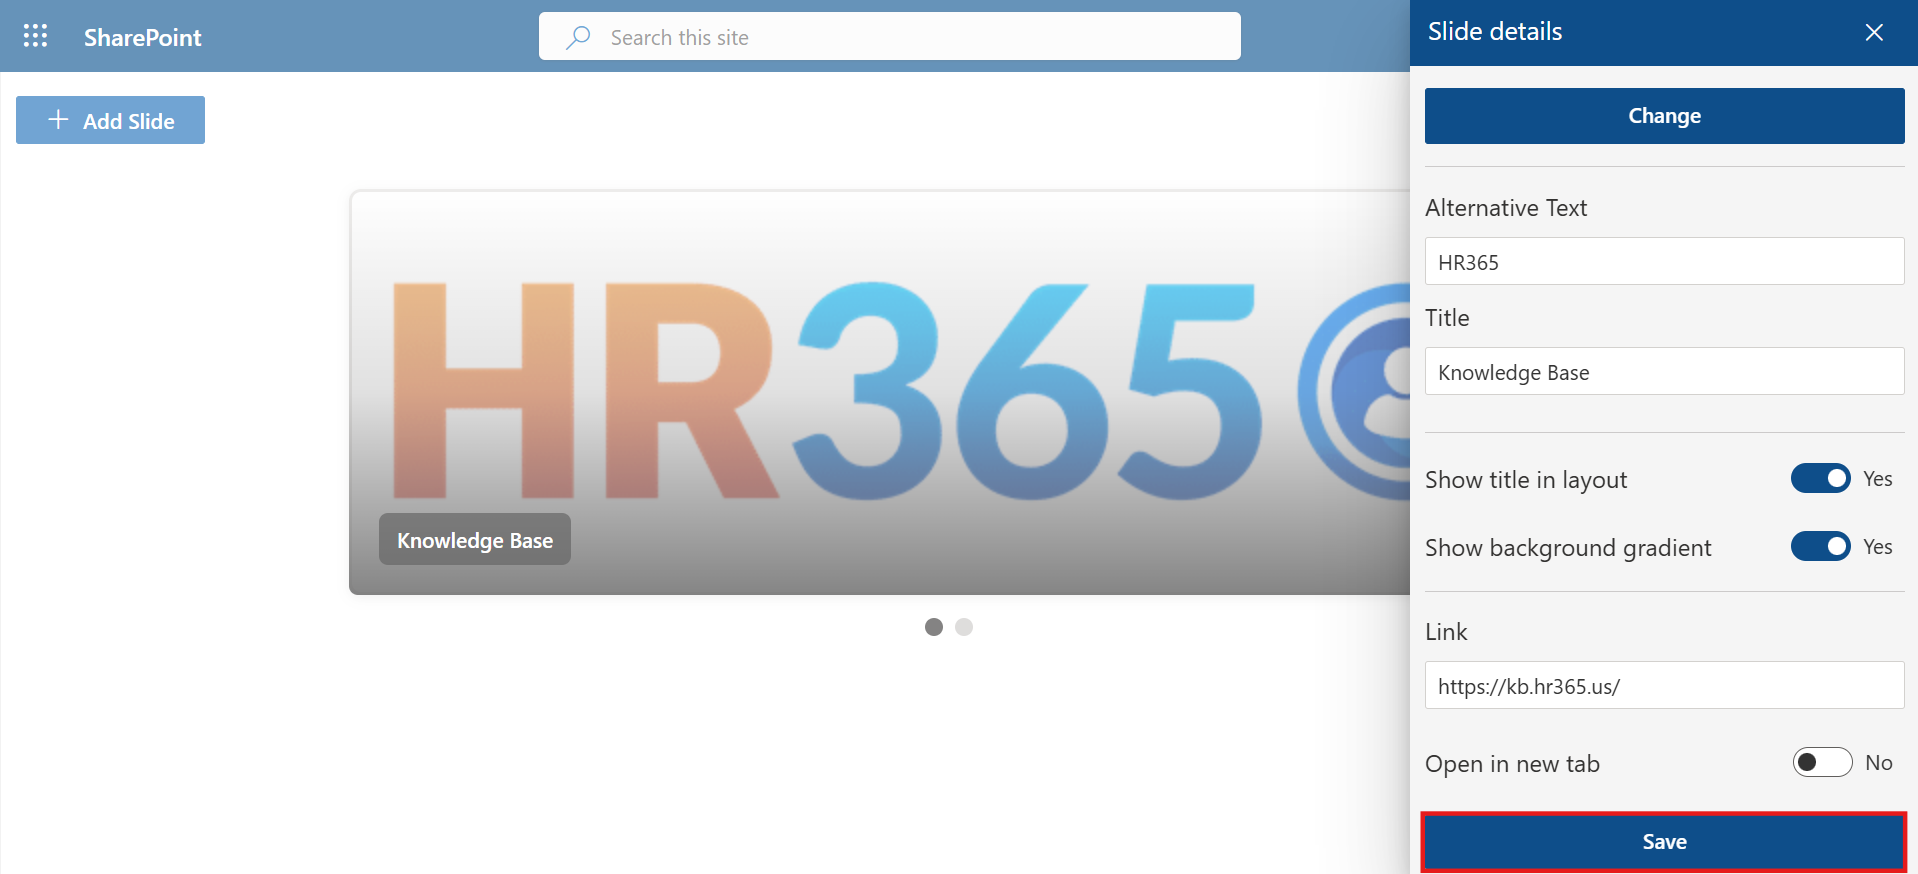 SharePoint
Search this site
Add Slide
HR365
Knowledge Base
Slide details
Change
Alternative Text
HR365
Title
Knowledge Base
Show title in layout
Yes
Show background gradient
Yes
Link
https://kb.hr365.us/
Open in new tab
No
Save